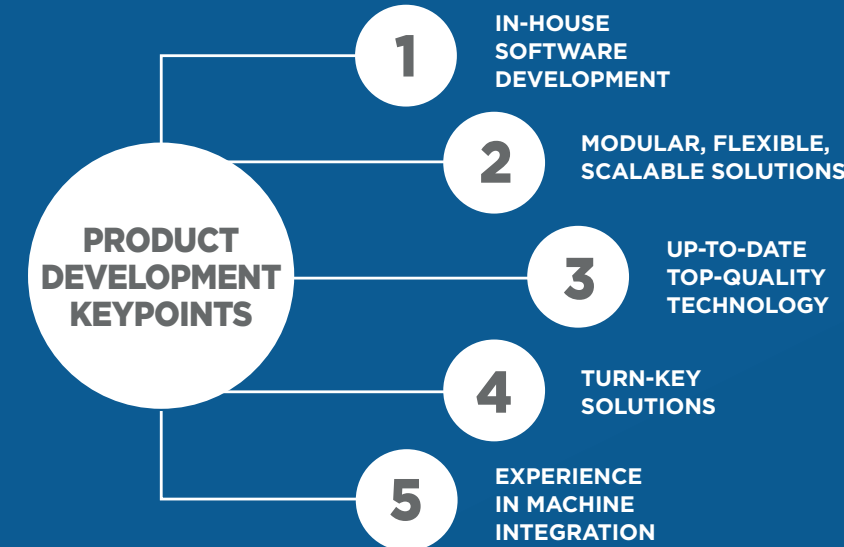 PRODUCT
DEVELOPMENT
KEYPOINTS
1
IN-HOUSE
SOFTWARE
DEVELOPMENT
2
MODULAR, FLEXIBLE,
SCALABLE SOLUTIONS
3
UP-TO-DATE
TOP-QUALITY
TECHNOLOGY
4
TURN-KEY
SOLUTIONS
5
EXPERIENCE
IN MACHINE
INTEGRATION